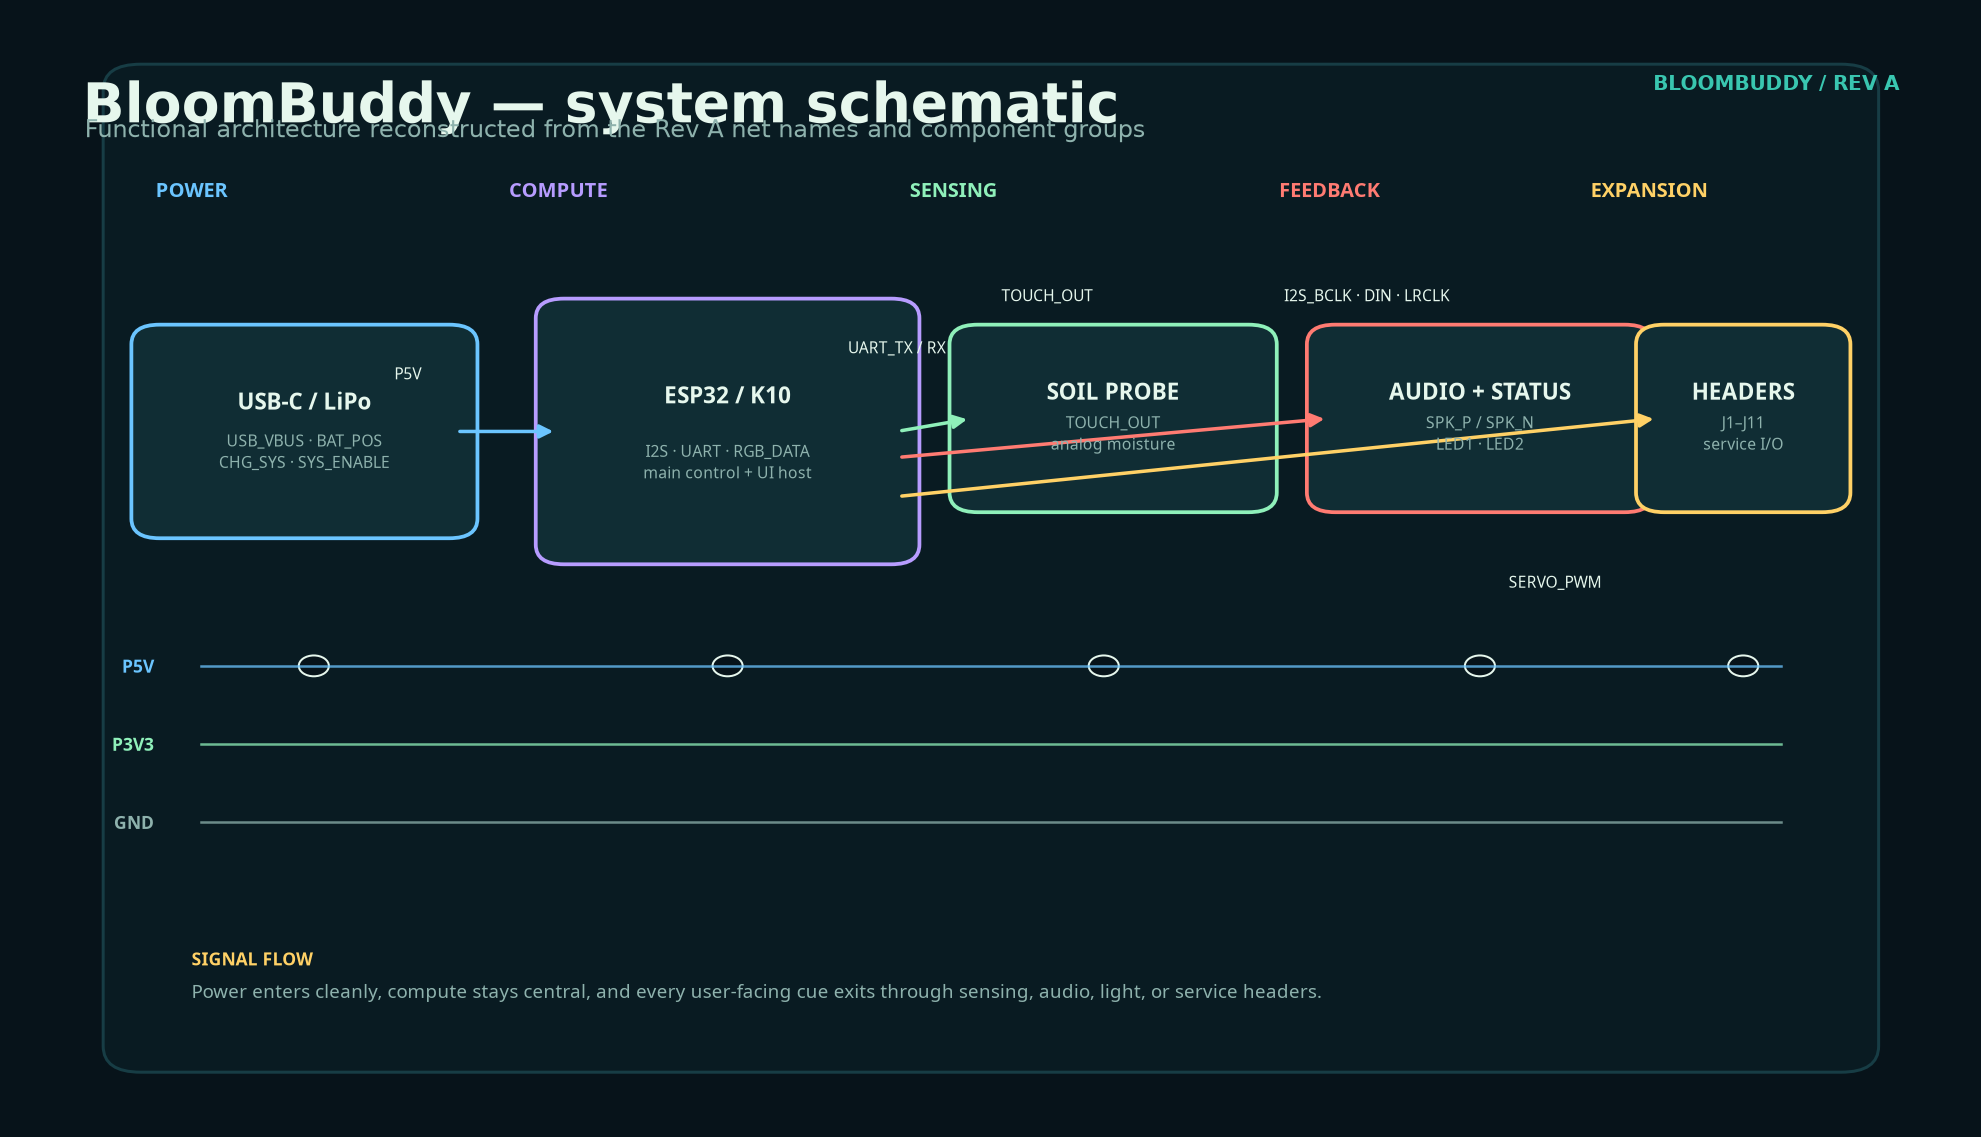 BloomBuddy — system schematic
BLOOMBUDDY / REV A
Functional architecture reconstructed from the Rev A net names and component groups
POWER
COMPUTE
SENSING
FEEDBACK
EXPANSION
TOUCH_OUT
I2S_BCLK · DIN · LRCLK
UART_TX / RX
P5V
USB-C / LiPo
USB_VBUS · BAT_POS
CHG_SYS · SYS_ENABLE
ESP32 / K10
I2S · UART · RGB_DATA
main control + UI host
SOIL PROBE
TOUCH_OUT
analog moisture
AUDIO + STATUS
SPK_P / SPK_N
LED1 · LED2
HEADERS
J1–J11
service I/O
SERVO_PWM
P5V
P3V3
GND
SIGNAL FLOW
Power enters cleanly, compute stays central, and every user-facing cue exits through sensing, audio, light, or service headers.